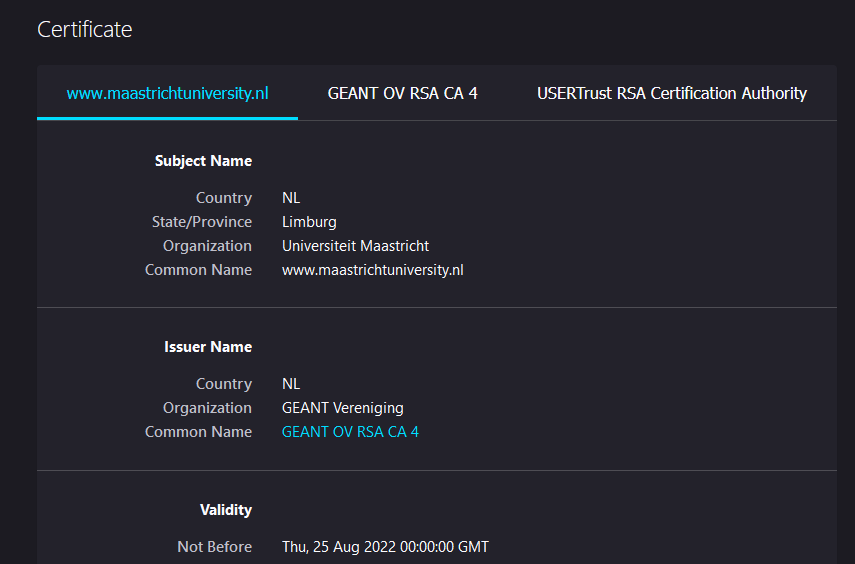 Certificate
www.maastrichtuniversity.nl GEANT OV RSA CA 4 USERTrust RSA Certification Authority
Subject Name
Country NL
State/Province Limburg
Organization Universiteit Maastricht
Common Name www.maastrichtuniversity.nl
Issuer Name
Country NL
Organization GEANT Vereniging
Common Name GEANT OV RSA CA 4
Validity
Not Before Thu, 25 Aug 2022 00:00:00 GMT